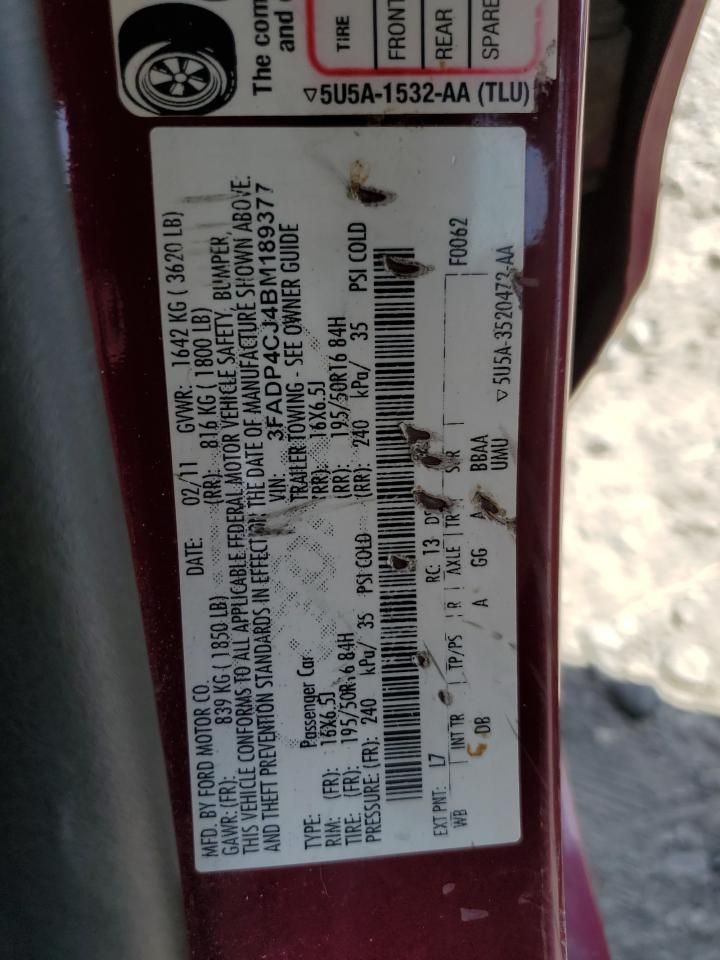 The com
and o
TIRE
FRONT
REAR
SPARE
▽5U5A-1532-AA (TLU)
MFD. BY FORD MOTOR CO. DATE: 02/11 GVWR: 1642 KG ( 3620 LB)
GAWR: (FR): 839 KG (1850 LB) (RR): 816 KG (1800 LB)
THIS VEHICLE CONFORMS TO ALL APPLICABLE FEDERAL MOTOR VEHICLE SAFETY, BUMPER,
AND THEFT PREVENTION STANDARDS IN EFFECT ON THE DATE OF MANUFACTURE SHOWN ABOVE.
VIN: 3FADP4CJ4BM189377
TYPE: Passenger Car TRAILER TOWING - SEE OWNER GUIDE
RIM: (FR): 16X6.5J (RR): 16X6.5J
TIRE: (FR): 195/50R16 84H (RR): 195/50R16 84H
PRESSURE: (FR): 240 kPa/ 35 PSI COLD (RR): 240 kPa/ 35 PSI COLD
EXT PNT: L7 RC: 13 F0062
WB INT TR TP/PS R AXLE TR
DB A GG A BBAA
UMU
▽5U5A-3520472-AA